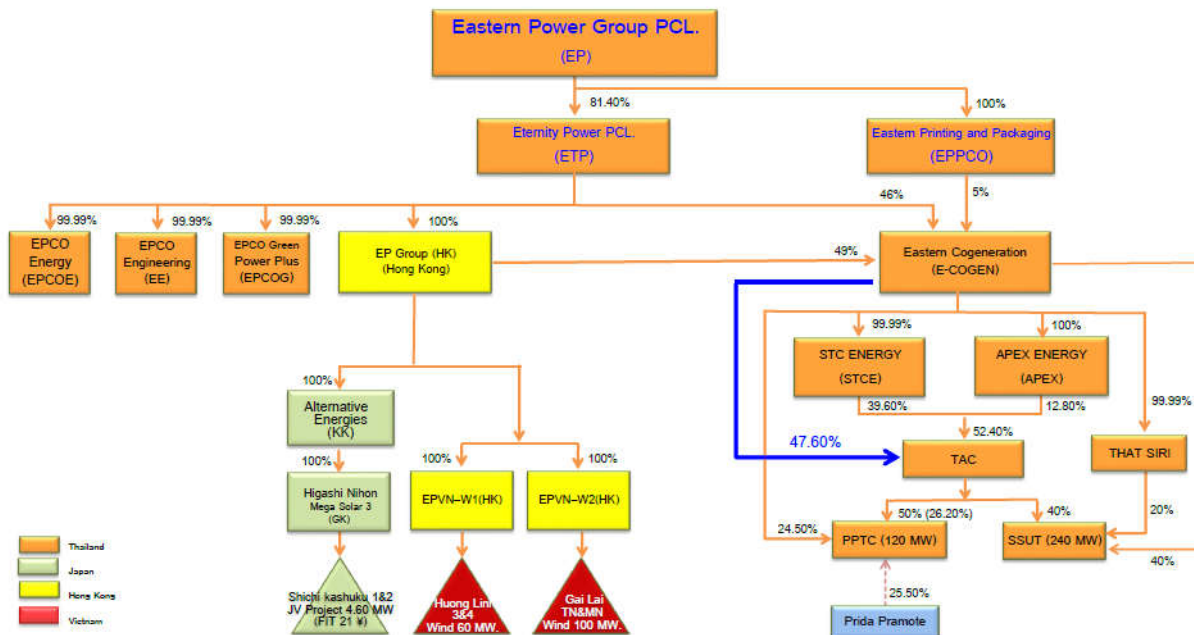 Eastern Power Group PCL.
(EP)
81.40%
100%
Eternity Power PCL.
(ETP)
Eastern Printing and Packaging
(EPPCO)
46%
5%
99.99%
99.99%
99.99%
100%
EPCO
Energy
(EPCOE)
EPCO
Engineering
(EE)
EPCO Green
Power Plus
(EPCOG)
EP Group (HK)
(Hong Kong)
49%
Eastern Cogeneration
(E-COGEN)
99.99%
100%
STC ENERGY
(STCE)
APEX ENERGY
(APEX)
99.99%
39.60%
12.80%
100%
Alternative
Energies
(KK)
52.40%
47.60%
TAC
THAT SIRI
100%
100%
100%
Higashi Nihon
Mega Solar 3
(GK)
EPVN-W1(HK)
EPVN-W2(HK)
50% (26.20%)
40%
20%
24.50%
PPTC (120 MW)
SSUT (240 MW)
40%
25.50%
Prida Pramote
Shichi kashuku 1&2
JV Project 4.60 MW
(FIT 21 ¥)
Huong Linh
3&4
Wind 60 MW.
Gai Lai
TN&MN
Wind 100 MW.
Thailand
Japan
Hong Kong
Vietnam